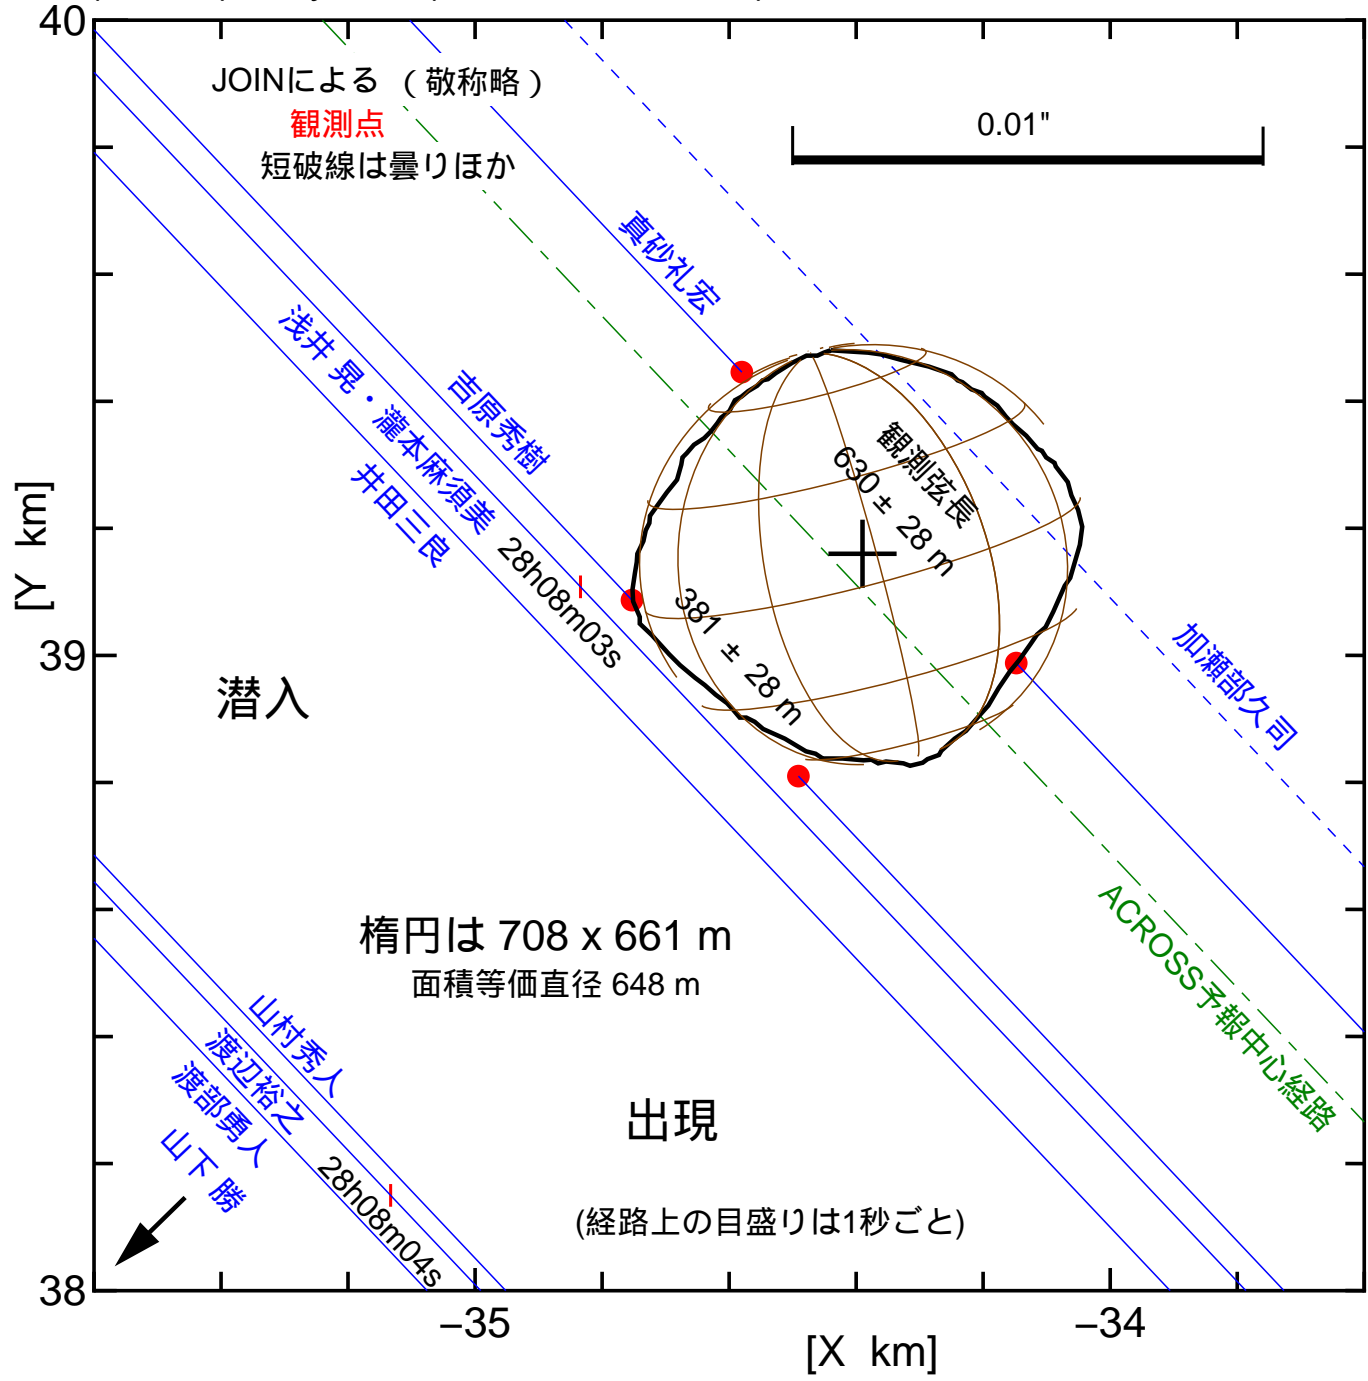 40
JOINによる （敬称略）
観測点
短破線は曇りほか
0.01"
真砂礼宏
浅井 晃・瀧本麻須美
吉原秀樹
井田三良
観測弦長
630 ± 28 m
381 ± 28 m
28h08m03s
[Y km]
39
潜入
加瀬部久司
楕円は 708 x 661 m
面積等価直径 648 m
ACROSS予報中心経路
山村秀人
渡辺裕之
渡部勇人
山下 勝
出現
28h08m04s
(経路上の目盛りは1秒ごと)
38
−35
−34
[X km]